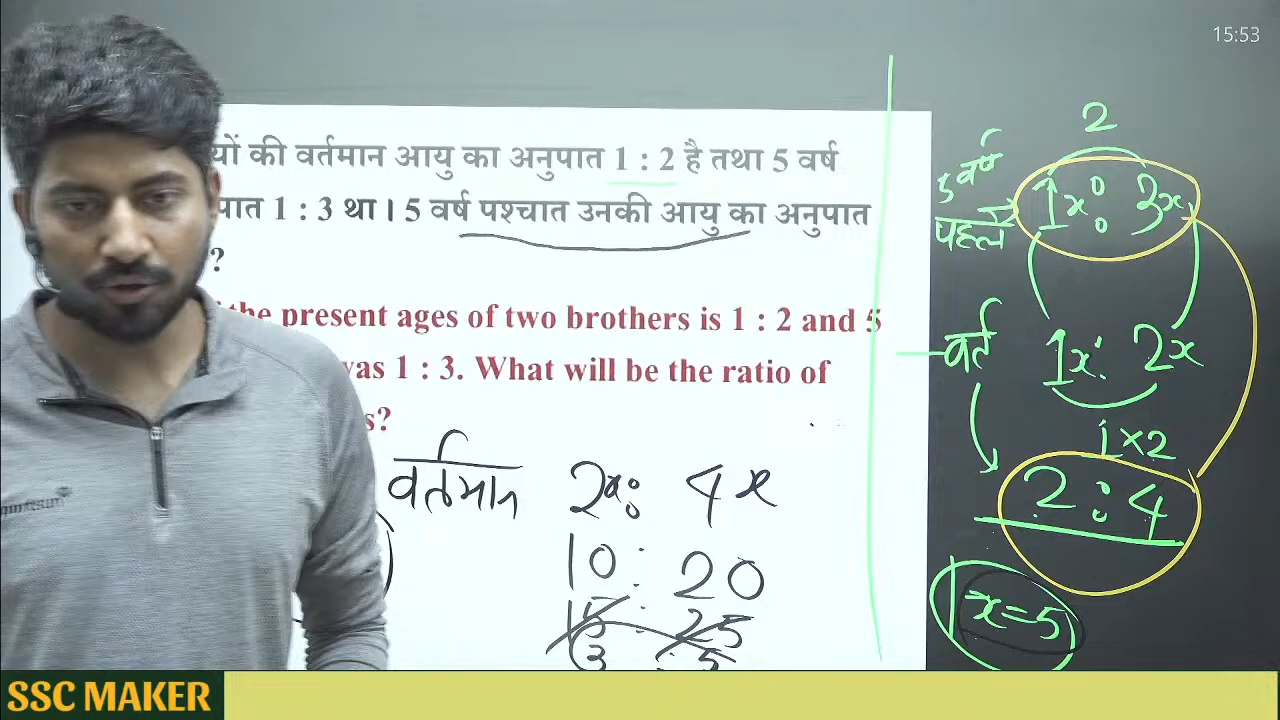 15:53
यों की वर्तमान आयु का अनुपात 1 : 2 है तथा 5 वर्ष
पात 1 : 3 था। 5 वर्ष पश्चात उनकी आयु का अनुपात
?
the present ages of two brothers is 1 : 2 and 5
was 1 : 3. What will be the ratio of
s?
वर्तमान 2x : 4x
10 : 20
15 : 25
3 : 5
2
5 वर्ष पहले 1x : 3x
वर्त 1x : 2x
1×2
2 : 4
x=5
SSC MAKER